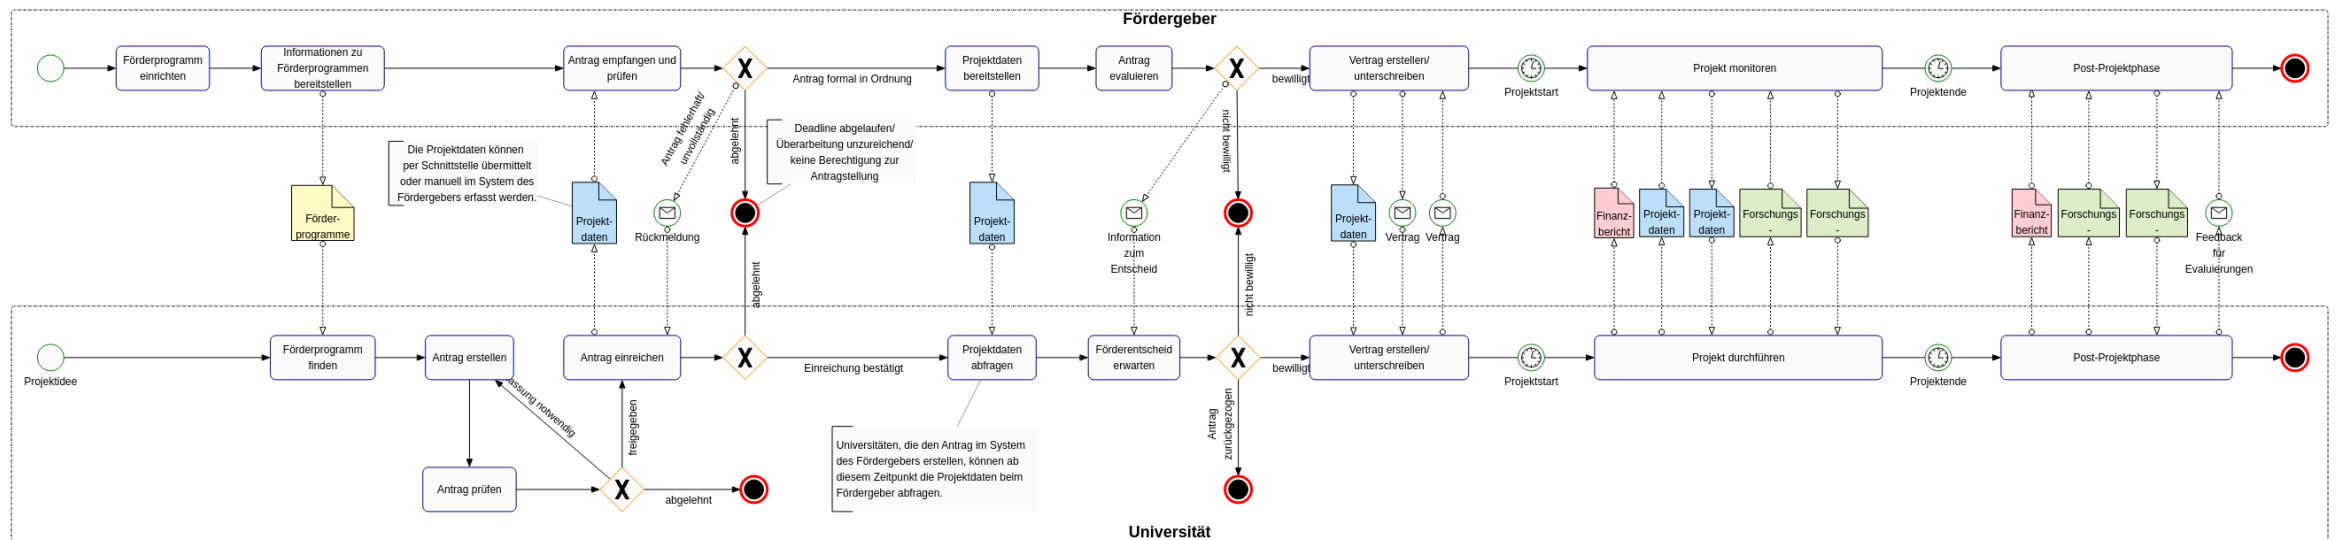 Fördergeber
Förderprogramm
einrichten
Informationen zu
Förderprogrammen
bereitstellen
Antrag empfangen und
prüfen
X
Antrag formal in Ordnung
Projektdaten
bereitstellen
Antrag
evaluieren
X
bewilligt
Vertrag erstellen/
unterschreiben
Projektstart
Projekt monitoren
Projektende
Post-Projektphase
Antrag fehlerhaft/
unvollständig
abgelehnt
Deadline abgelaufen/
Überarbeitung unzureichend/
keine Berechtigung zur
Antragstellung
nicht bewilligt
Die Projektdaten können
per Schnittstelle übermittelt
oder manuell im System des
Fördergebers erfasst werden.
Förder-
programme
Projekt-
daten
Rückmeldung
Projekt-
daten
Information
zum
Entscheid
Projekt-
daten
Vertrag
Vertrag
Finanz-
bericht
Projekt-
daten
Projekt-
daten
Forschungs
-
Forschungs
-
Finanz-
bericht
Forschungs
-
Forschungs
-
Feedback
für
Evaluierungen
abgelehnt
nicht bewilligt
Projektidee
Förderprogramm
finden
Antrag erstellen
Antrag einreichen
X
Einreichung bestätigt
Projektdaten
abfragen
Förderentscheid
erwarten
X
bewilligt
Vertrag erstellen/
unterschreiben
Projektstart
Projekt durchführen
Projektende
Post-Projektphase
assung notwendig
freigegeben
Antrag
zurückgezogen
Universitäten, die den Antrag im System
des Fördergebers erstellen, können ab
diesem Zeitpunkt die Projektdaten beim
Fördergeber abfragen.
Antrag prüfen
X
abgelehnt
Universität